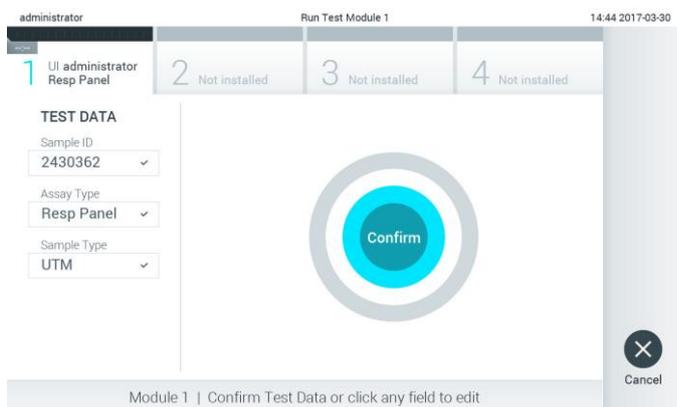 administrator
Run Test Module 1
14:44 2017-03-30
1 UI administrator
Resp Panel
2 Not installed
3 Not installed
4 Not installed
TEST DATA
Sample ID
2430362
Assay Type
Resp Panel
Sample Type
UTM
Confirm
Cancel
Module 1 | Confirm Test Data or click any field to edit